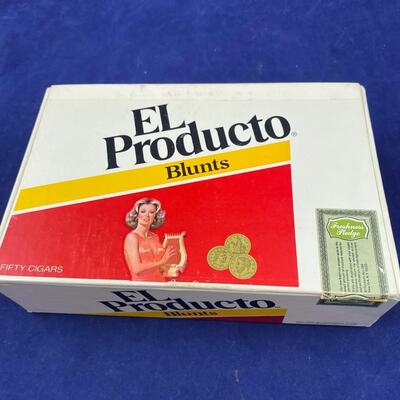 EL
Producto®
Blunts
Freshness
Pledge
FIFTY CIGARS
EL
Producto®
Blunts